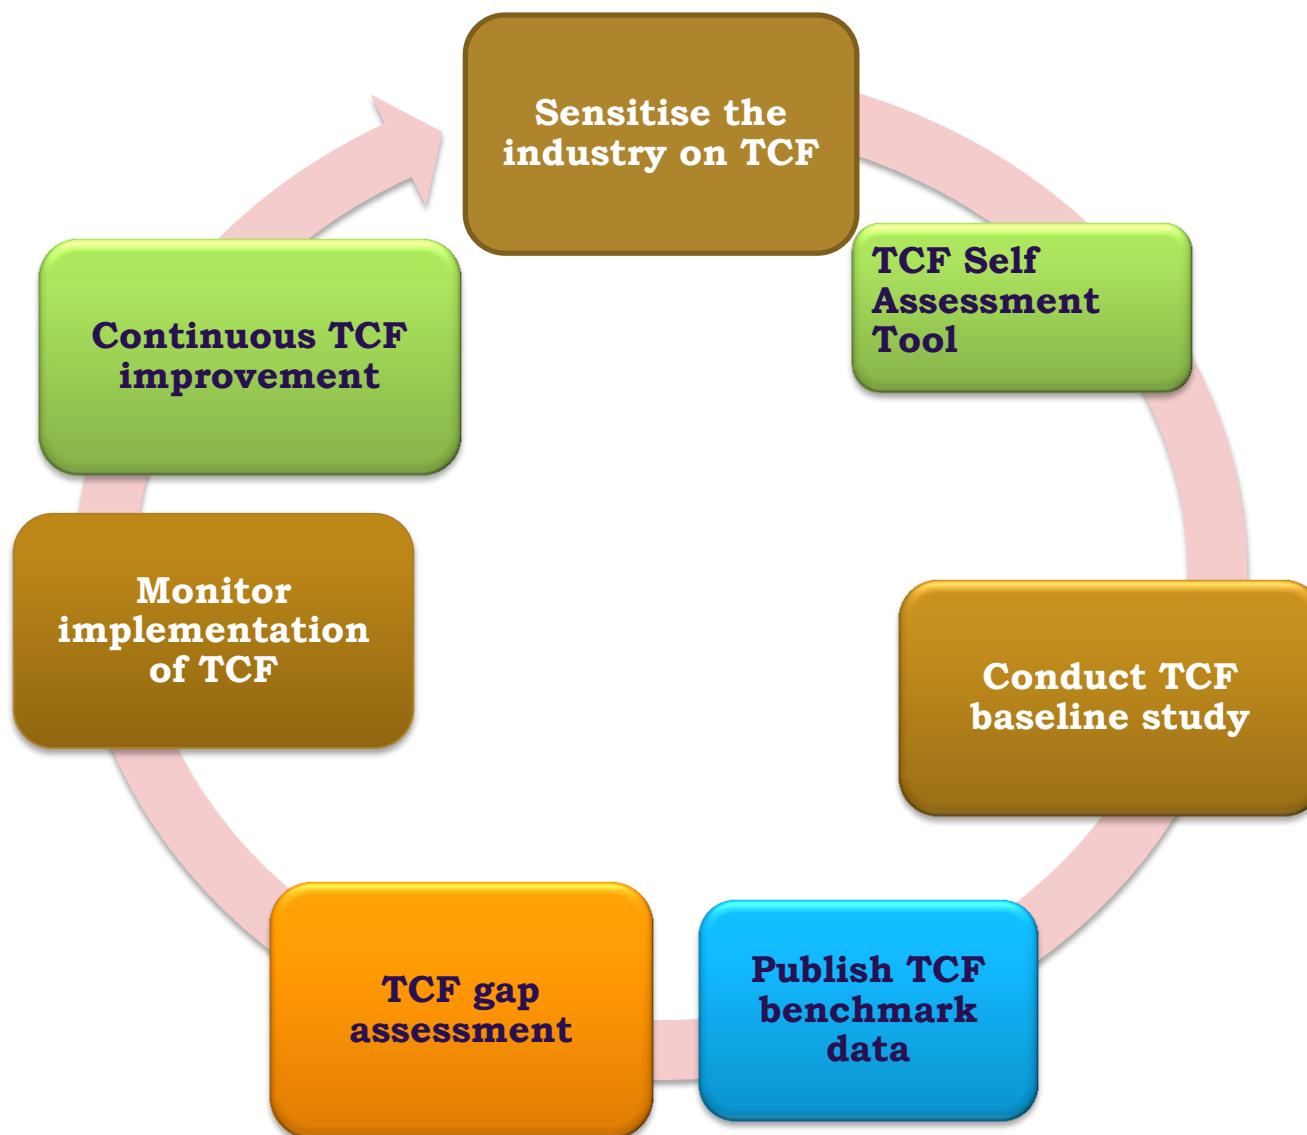 Sensitise the
industry on TCF
TCF Self
Assessment
Tool
Conduct TCF
baseline study
Publish TCF
benchmark
data
TCF gap
assessment
Monitor
implementation
of TCF
Continuous TCF
improvement